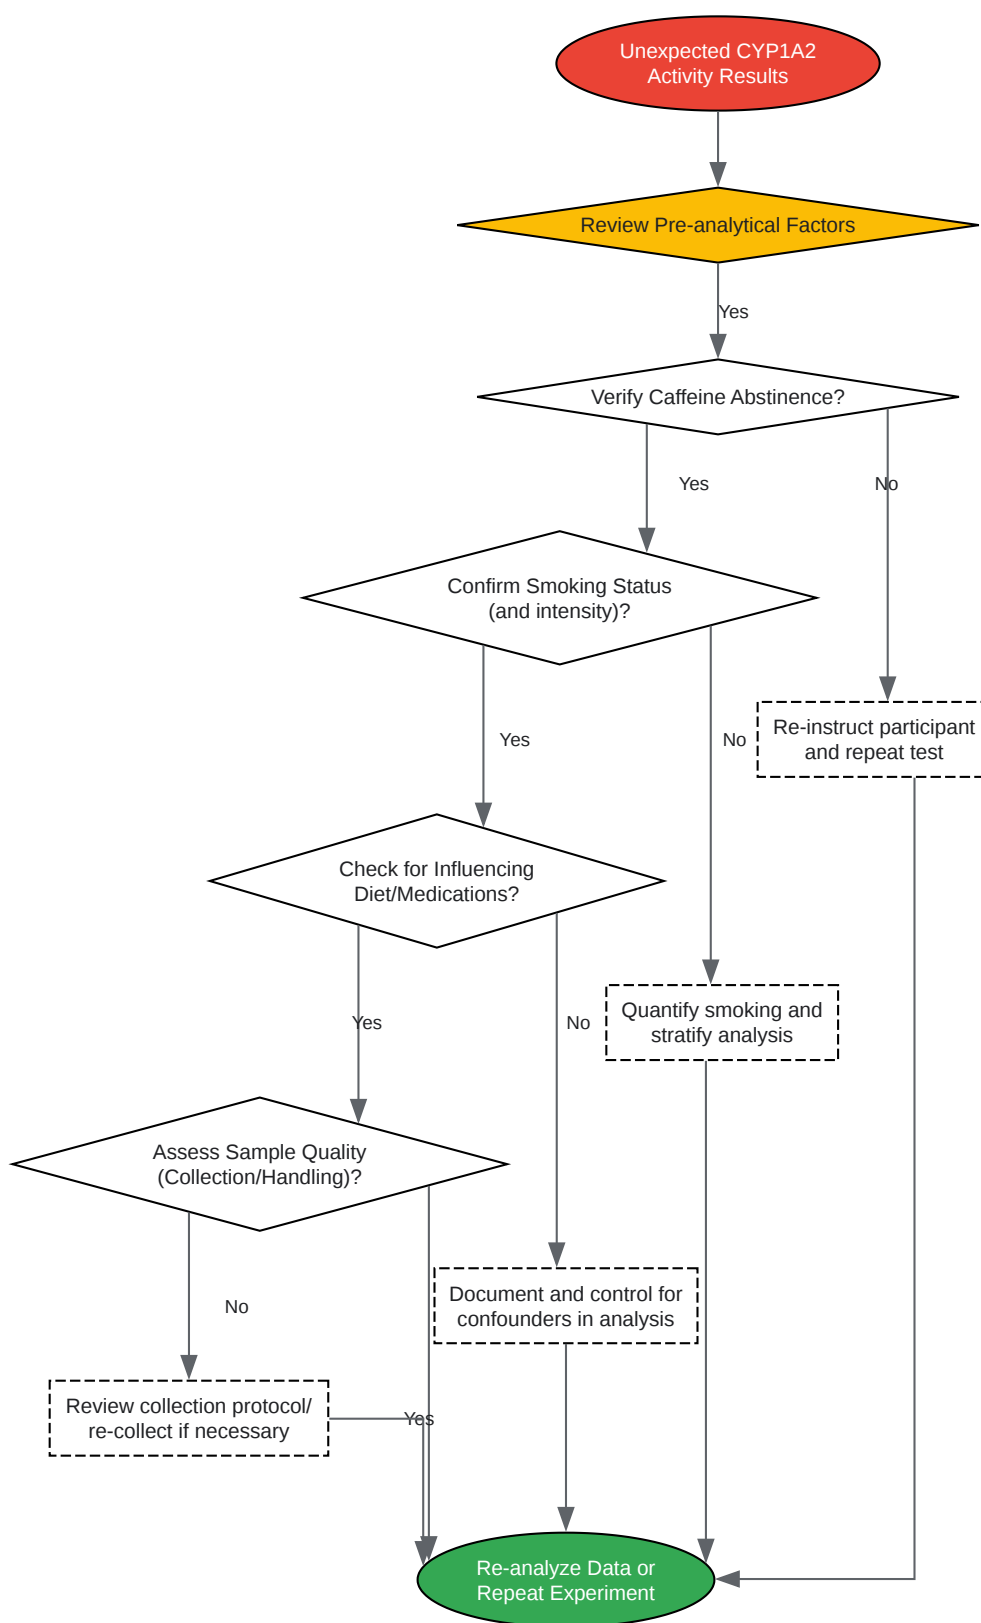 Unexpected CYP1A2
Activity Results
Review Pre-analytical Factors
Yes
Verify Caffeine Abstinence?
Yes
No
Confirm Smoking Status
(and intensity)?
Re-instruct participant
and repeat test
Yes
No
Check for Influencing
Diet/Medications?
Quantify smoking and
stratify analysis
Yes
No
Assess Sample Quality
(Collection/Handling)?
Document and control for
confounders in analysis
No
Review collection protocol/
re-collect if necessary
Yes
Re-analyze Data or
Repeat Experiment